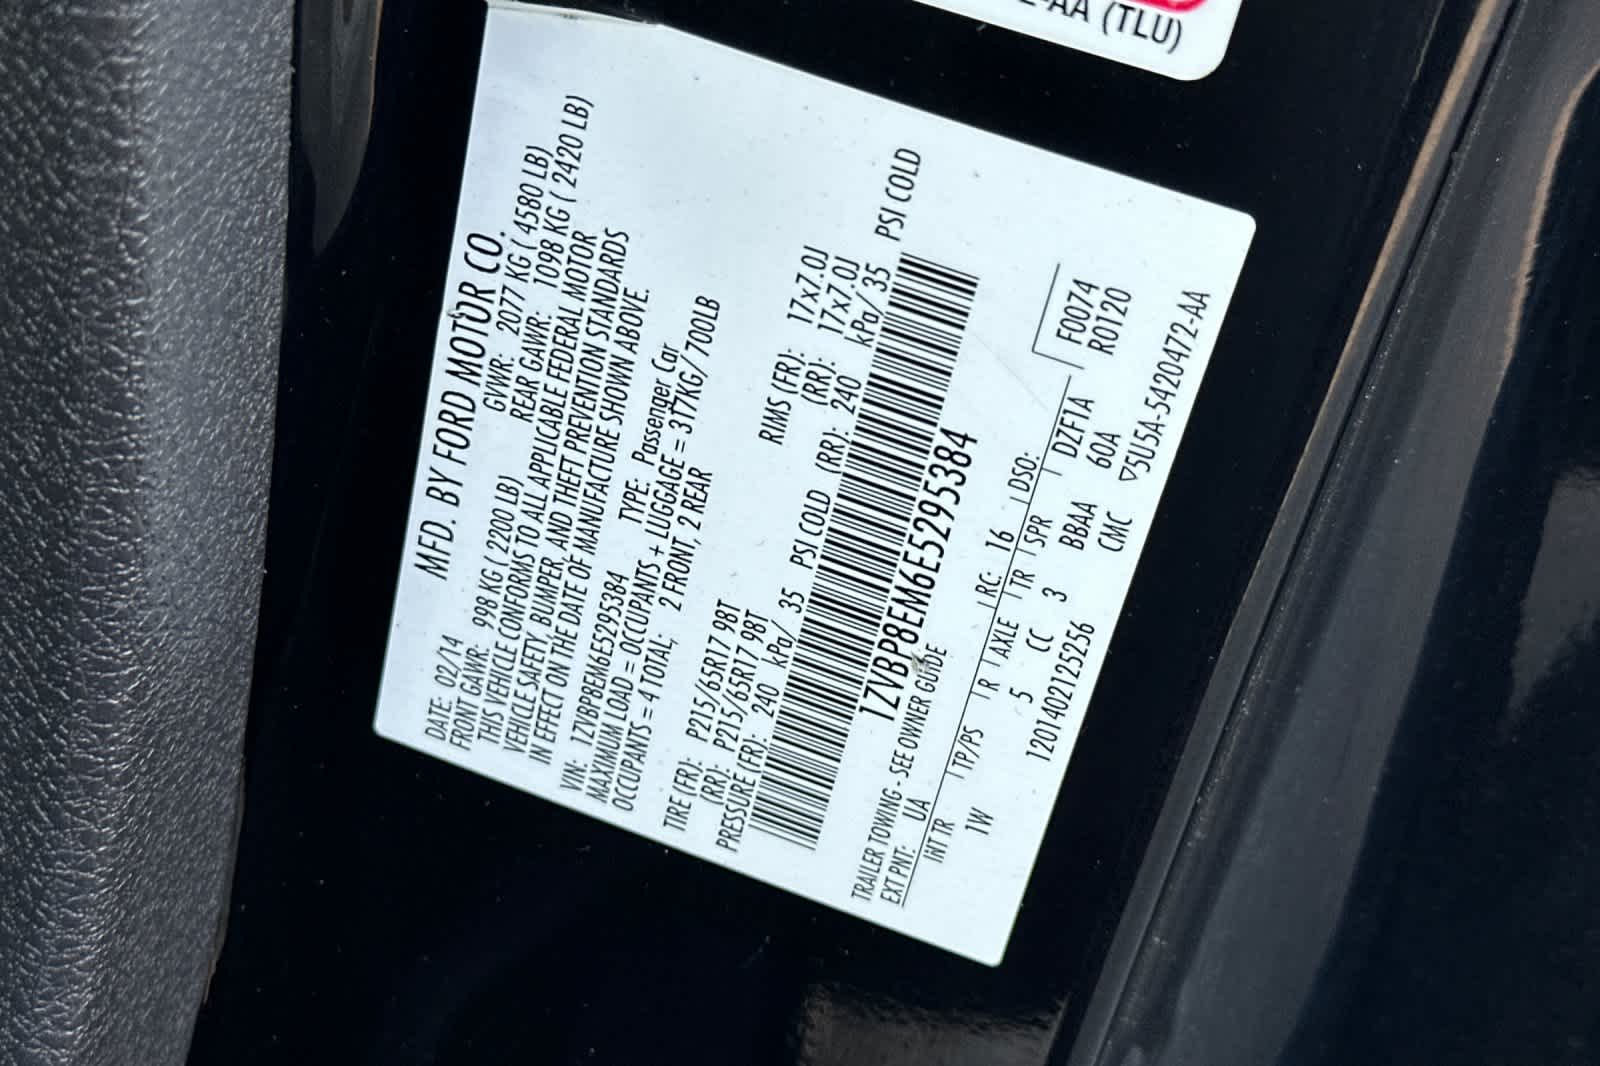 2-AA (TLU)
MFD. BY FORD MOTOR CO.
DATE: 02/14 GVWR: 2077 KG ( 4580 LB)
FRONT GAWR: 998 KG ( 2200 LB) REAR GAWR: 1098 KG ( 2420 LB)
THIS VEHICLE CONFORMS TO ALL APPLICABLE FEDERAL MOTOR
VEHICLE SAFETY, BUMPER, AND THEFT PREVENTION STANDARDS
IN EFFECT ON THE DATE OF MANUFACTURE SHOWN ABOVE.
VIN: 1ZVBP8EM6E5295384 TYPE: Passenger Car
MAXIMUM LOAD = OCCUPANTS + LUGGAGE = 317KG/700LB
OCCUPANTS = 4 TOTAL; 2 FRONT, 2 REAR
TIRE (FR): P215/65R17 98T RIMS (FR): 17x7.0J
(RR): P215/65R17 98T (RR): 17x7.0J
PRESSURE (FR): 240 kPa/ 35 PSI COLD (RR): 240 kPa/ 35 PSI COLD
1ZVBP8EM6E5295384
TRAILER TOWING - SEE OWNER GUIDE
EXT PNT: UA RC: 16 DSO: F0074
INT TR TP/PS R AXLE TR SPR DZF1A R0120
1W 5 CC 3 BBAA 60A
1201402125256 CMC ▽5U5A-5420472-AA